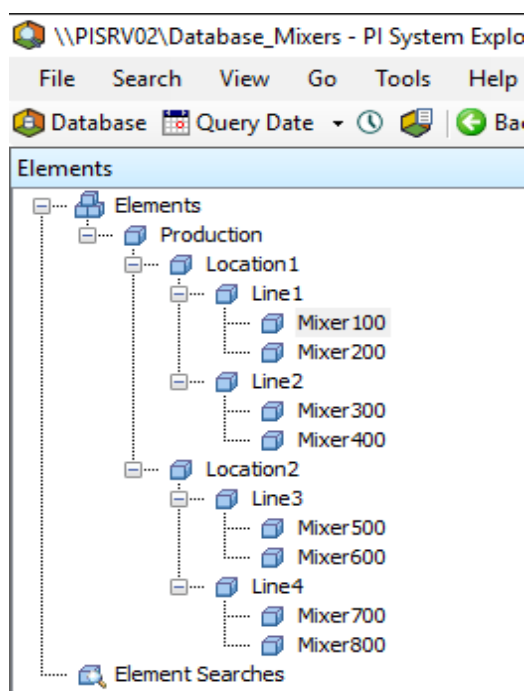 \\PISRV02\Database_Mixers - PI System Explo
File Search View Go Tools Help
Database Query Date Ba
Elements
Elements
Production
Location1
Line1
Mixer100
Mixer200
Line2
Mixer300
Mixer400
Location2
Line3
Mixer500
Mixer600
Line4
Mixer700
Mixer800
Element Searches